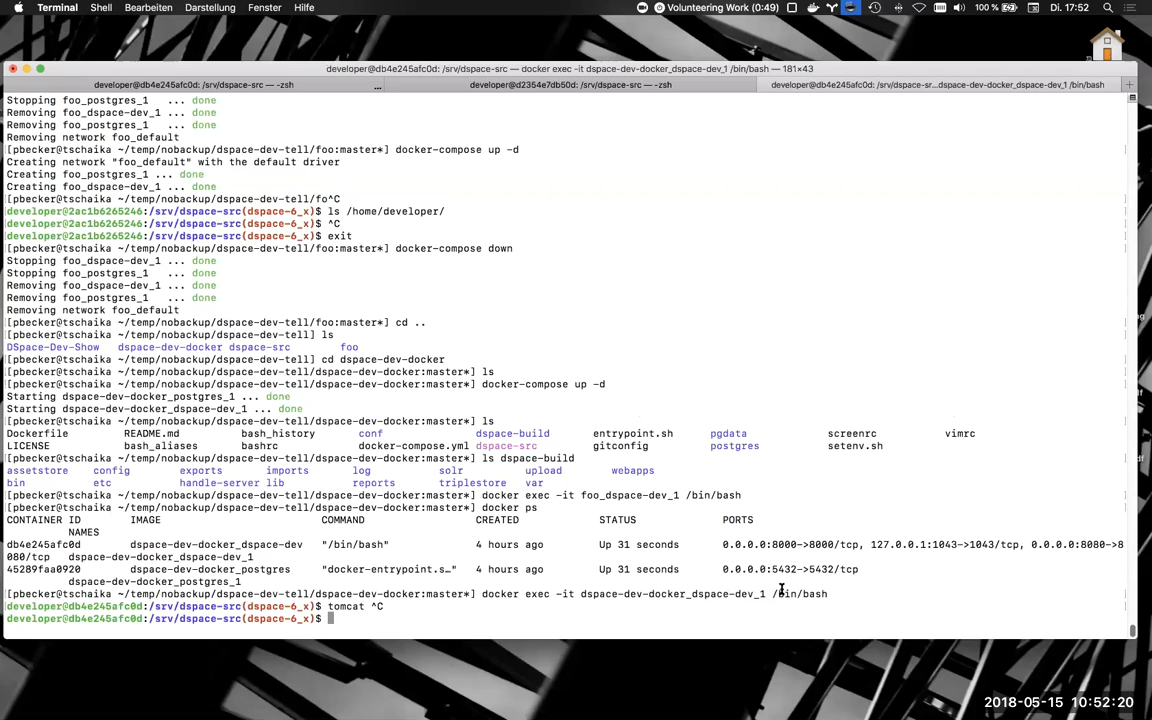 Terminal Shell Bearbeiten Darstellung Fenster Hilfe Volunteering Work (0:49) 100 % Di. 17:52
developer@db4e245afc0d: /srv/dspace-src — docker exec -it dspace-dev-docker_dspace-dev_1 /bin/bash — 181×43
developer@db4e245afc0d: /srv/dspace-src — -zsh ... developer@d2354e7db50d: /srv/dspace-src — -zsh developer@db4e245afc0d: /srv/dspace-sr...dspace-dev-docker_dspace-dev_1 /bin/bash +
Stopping foo_postgres_1 ... done
Removing foo_dspace-dev_1 ... done
Removing foo_postgres_1 ... done
Removing network foo_default
[pbecker@tschaika ~/temp/nobackup/dspace-dev-tell/foo:master*] docker-compose up -d
Creating network "foo_default" with the default driver
Creating foo_postgres_1 ... done
Creating foo_dspace-dev_1 ... done
[pbecker@tschaika ~/temp/nobackup/dspace-dev-tell/fo^C
developer@2ac1b6265246:/srv/dspace-src(dspace-6_x)$ ls /home/developer/
developer@2ac1b6265246:/srv/dspace-src(dspace-6_x)$ ^C
developer@2ac1b6265246:/srv/dspace-src(dspace-6_x)$ exit
[pbecker@tschaika ~/temp/nobackup/dspace-dev-tell/foo:master*] docker-compose down
Stopping foo_dspace-dev_1 ... done
Stopping foo_postgres_1 ... done
Removing foo_dspace-dev_1 ... done
Removing foo_postgres_1 ... done
Removing network foo_default
[pbecker@tschaika ~/temp/nobackup/dspace-dev-tell/foo:master*] cd ..
[pbecker@tschaika ~/temp/nobackup/dspace-dev-tell] ls
DSpace-Dev-Show dspace-dev-docker dspace-src foo
[pbecker@tschaika ~/temp/nobackup/dspace-dev-tell] cd dspace-dev-docker
[pbecker@tschaika ~/temp/nobackup/dspace-dev-tell/dspace-dev-docker:master*] ls
[pbecker@tschaika ~/temp/nobackup/dspace-dev-tell/dspace-dev-docker:master*] docker-compose up -d
Starting dspace-dev-docker_postgres_1 ... done
Starting dspace-dev-docker_dspace-dev_1 ... done
[pbecker@tschaika ~/temp/nobackup/dspace-dev-tell/dspace-dev-docker:master*] ls
Dockerfile README.md bash_history conf dspace-build entrypoint.sh pgdata screenrc vimrc
LICENSE bash_aliases bashrc docker-compose.yml dspace-src gitconfig postgres setenv.sh
[pbecker@tschaika ~/temp/nobackup/dspace-dev-tell/dspace-dev-docker:master*] ls dspace-build
assetstore config exports imports log solr upload webapps
bin etc handle-server lib reports triplestore var
[pbecker@tschaika ~/temp/nobackup/dspace-dev-tell/dspace-dev-docker:master*] docker exec -it foo_dspace-dev_1 /bin/bash
[pbecker@tschaika ~/temp/nobackup/dspace-dev-tell/dspace-dev-docker:master*] docker ps
CONTAINER ID IMAGE COMMAND CREATED STATUS PORTS
NAMES
db4e245afc0d dspace-dev-docker_dspace-dev "/bin/bash" 4 hours ago Up 31 seconds 0.0.0.0:8000->8000/tcp, 127.0.0.1:1043->1043/tcp, 0.0.0.0:8080->8
080/tcp dspace-dev-docker_dspace-dev_1
45289faa0920 dspace-dev-docker_postgres "docker-entrypoint.s…" 4 hours ago Up 31 seconds 0.0.0.0:5432->5432/tcp
dspace-dev-docker_postgres_1
[pbecker@tschaika ~/temp/nobackup/dspace-dev-tell/dspace-dev-docker:master*] docker exec -it dspace-dev-docker_dspace-dev_1 /bin/bash
developer@db4e245afc0d:/srv/dspace-src(dspace-6_x)$ tomcat ^C
developer@db4e245afc0d:/srv/dspace-src(dspace-6_x)$
2018-05-15 10:52:20